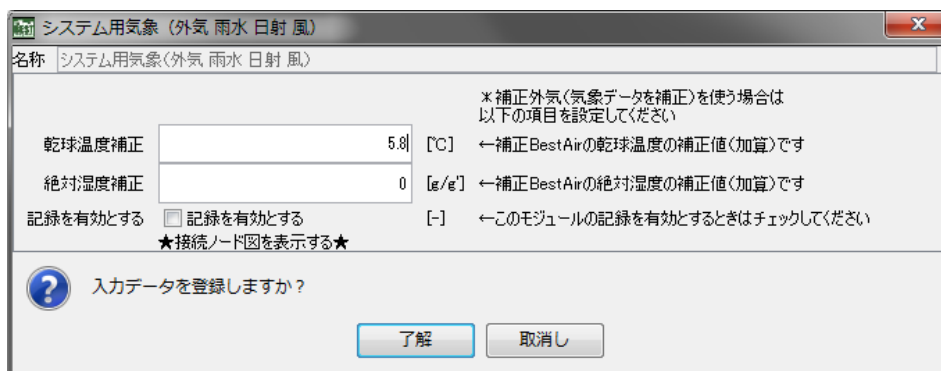 システム用気象（外気 雨水 日射 風）
名称 システム用気象(外気 雨水 日射 風)
＊補正外気(気象データを補正)を使う場合は
以下の項目を設定してください
乾球温度補正 5.8 [℃] ←補正BestAirの乾球温度の補正値(加算)です
絶対湿度補正 0 [g/g'] ←補正BestAirの絶対湿度の補正値(加算)です
記録を有効とする 記録を有効とする [-] ←このモジュールの記録を有効とするときはチェックしてください
★接続ノード図を表示する★
入力データを登録しますか？
了解 取消し